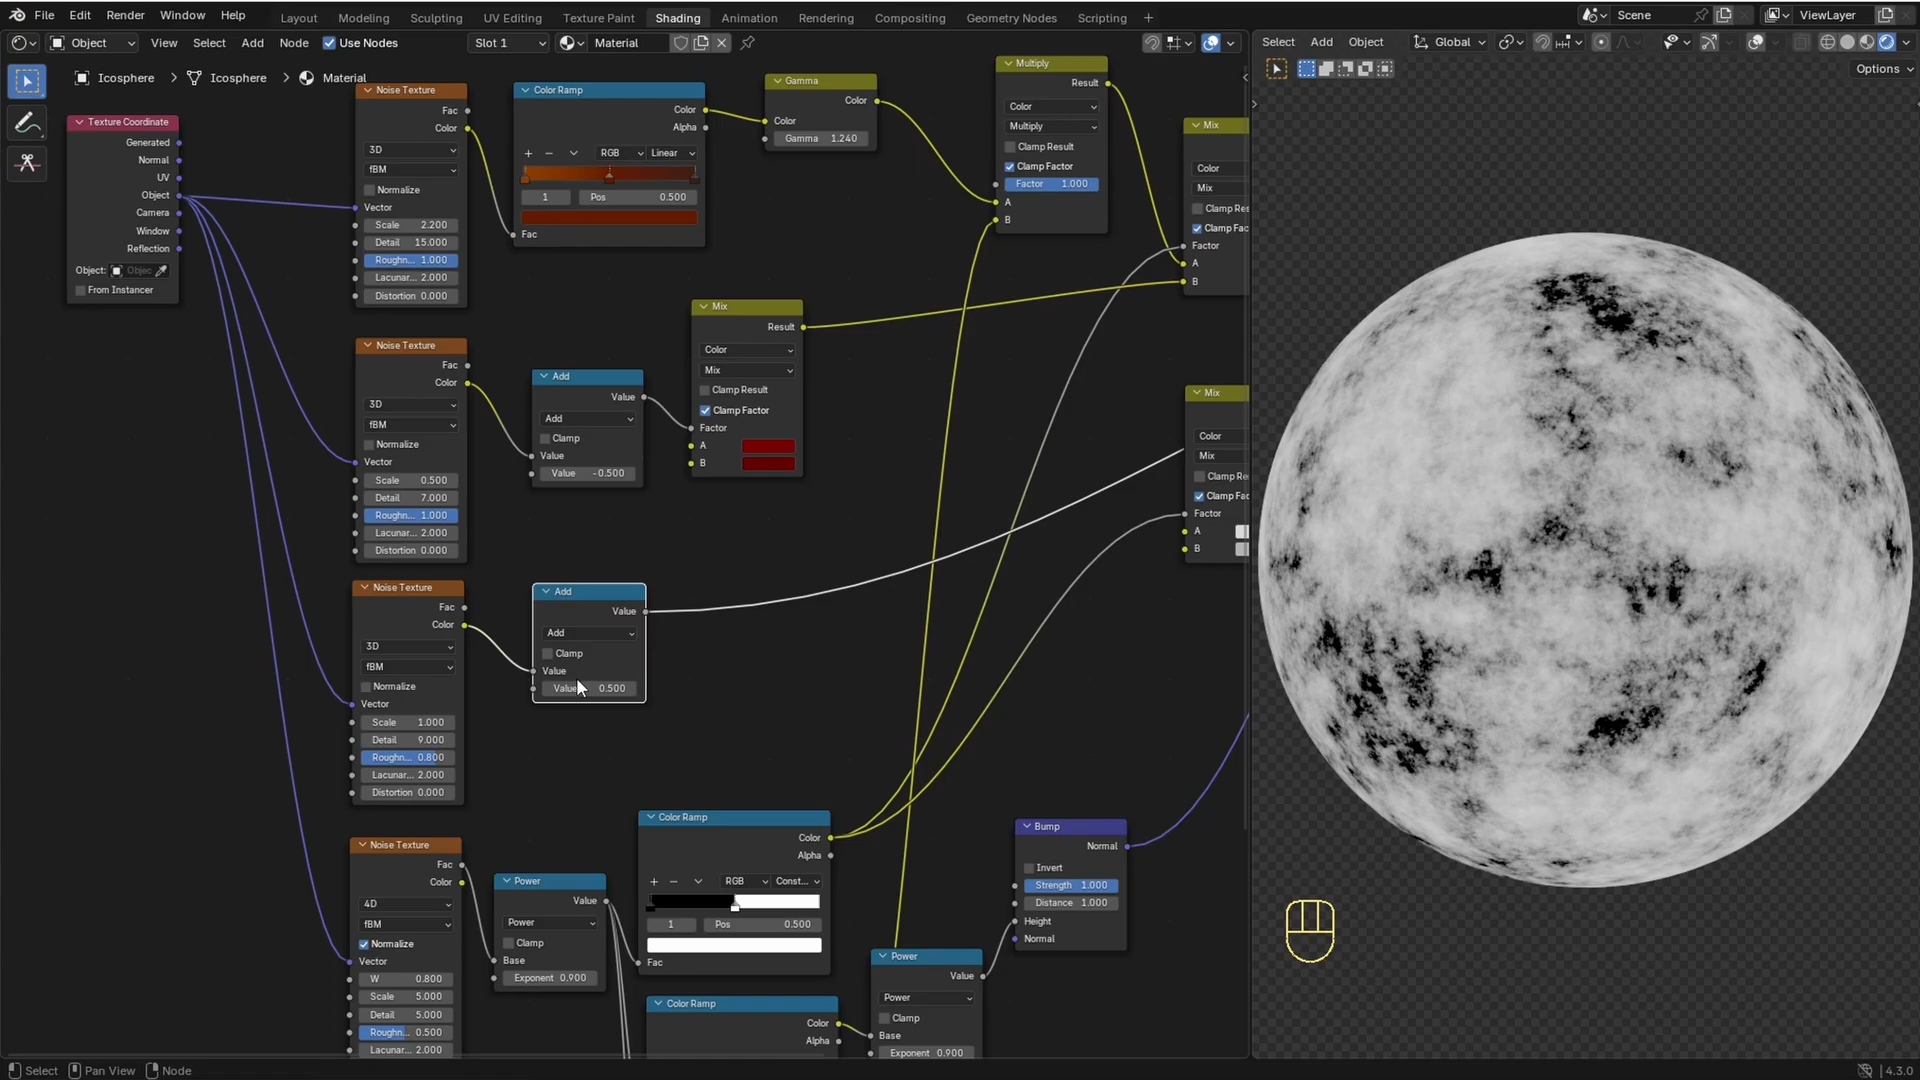 File Edit Render Window Help
Layout Modeling Sculpting UV Editing Texture Paint Shading Animation Rendering Compositing Geometry Nodes Scripting +
Scene
ViewLayer
Object View Select Add Node Use Nodes Slot 1 Material
Select Add Object Global
Options
Icosphere > Icosphere > Material
Texture Coordinate
Generated
Normal
UV
Object
Camera
Window
Reflection
Object: Objec
From Instancer
Noise Texture
Fac
Color
3D
fBM
Normalize
Vector
Scale 2.200
Detail 15.000
Roughn... 1.000
Lacunar... 2.000
Distortion 0.000
Color Ramp
Color
Alpha
RGB Linear
1 Pos 0.500
Fac
Gamma
Color
Color
Gamma 1.240
Multiply
Result
Color
Multiply
Clamp Result
Clamp Factor
Factor 1.000
A
B
Mix
Color
Mix
Clamp Res
Clamp Fac
Factor
A
B
Noise Texture
Fac
Color
3D
fBM
Normalize
Vector
Scale 0.500
Detail 7.000
Roughn... 1.000
Lacunar... 2.000
Distortion 0.000
Add
Value
Add
Clamp
Value
Value -0.500
Mix
Result
Color
Mix
Clamp Result
Clamp Factor
Factor
A
B
Mix
Color
Mix
Clamp Re
Clamp Fac
Factor
A
B
Noise Texture
Fac
Color
3D
fBM
Normalize
Vector
Scale 1.000
Detail 9.000
Roughn... 0.800
Lacunar... 2.000
Distortion 0.000
Add
Value
Add
Clamp
Value
Value 0.500
Noise Texture
Fac
Color
4D
fBM
Normalize
Vector
W 0.800
Scale 5.000
Detail 5.000
Roughn... 0.500
Lacunar... 2.000
Power
Value
Power
Clamp
Base
Exponent 0.900
Color Ramp
Color
Alpha
RGB Const...
1 Pos 0.500
Fac
Color Ramp
Color
Alpha
Power
Value
Power
Clamp
Base
Exponent 0.900
Bump
Normal
Invert
Strength 1.000
Distance 1.000
Height
Normal
Select Pan View Node
4.3.0